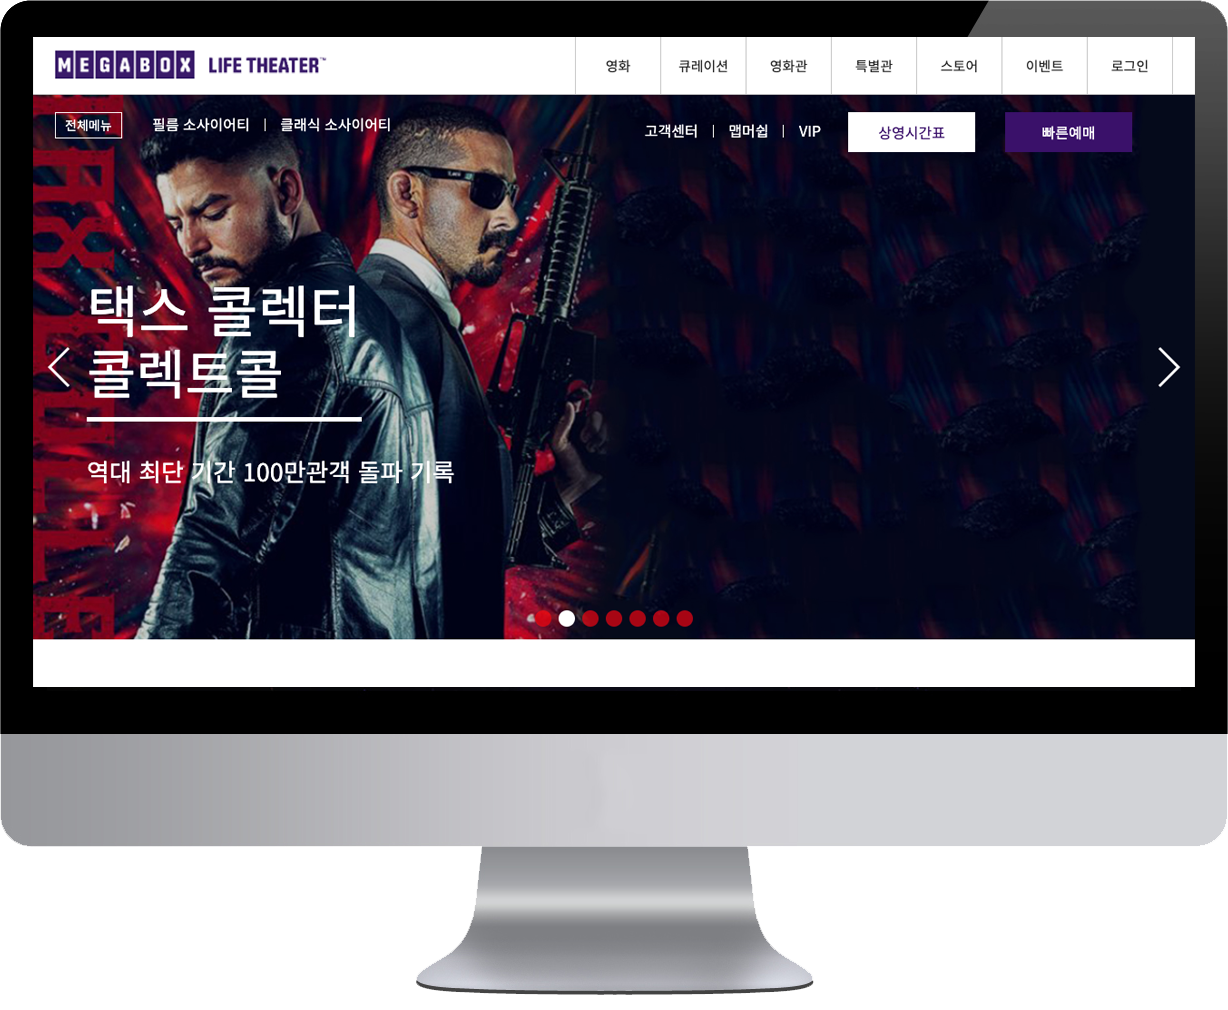 MEGABOX LIFE THEATER™
영화
큐레이션
영화관
특별관
스토어
이벤트
로그인
전체메뉴
필름 소사이어티 | 클래식 소사이어티
고객센터 | 맵머쉽 | VIP
상영시간표
빠른예매
택스 콜렉터
콜렉트콜
역대 최단 기간 100만관객 돌파 기록